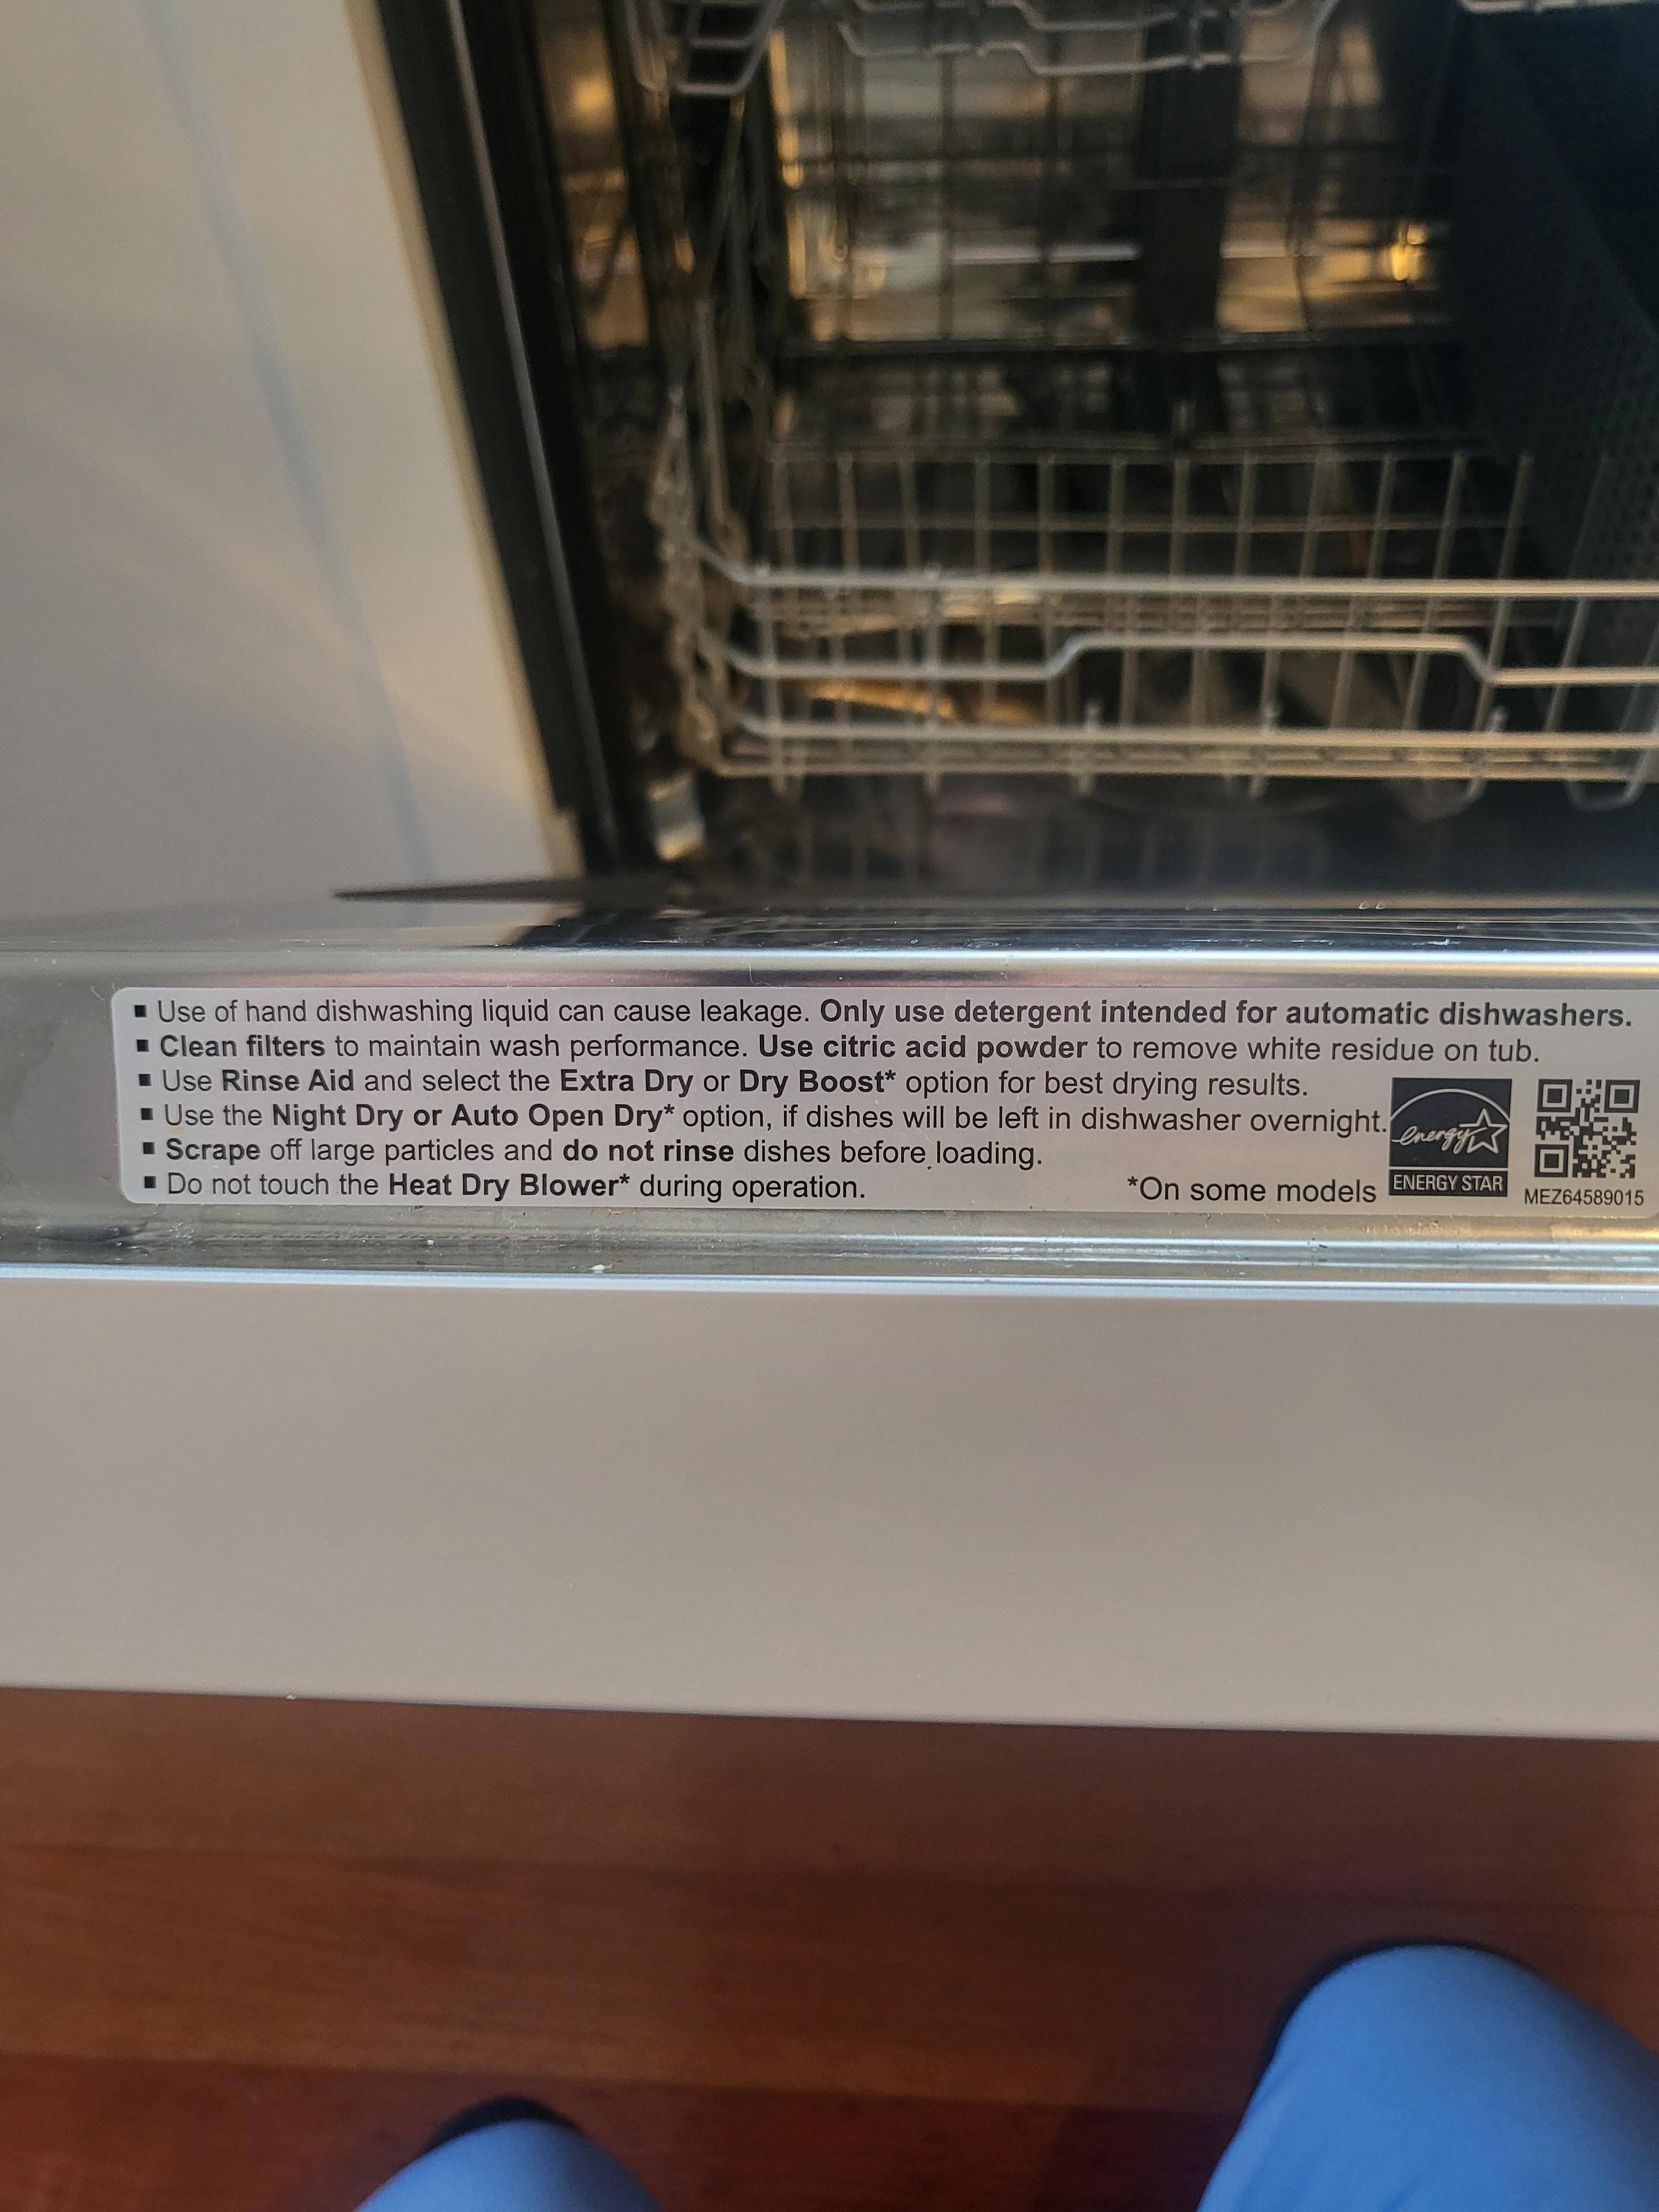 ▪ Use of hand dishwashing liquid can cause leakage. Only use detergent intended for automatic dishwashers.
▪ Clean filters to maintain wash performance. Use citric acid powder to remove white residue on tub.
▪ Use Rinse Aid and select the Extra Dry or Dry Boost* option for best drying results.
▪ Use the Night Dry or Auto Open Dry* option, if dishes will be left in dishwasher overnight.
▪ Scrape off large particles and do not rinse dishes before loading.
▪ Do not touch the Heat Dry Blower* during operation.
*On some models
energy
ENERGY STAR
MEZ64589015